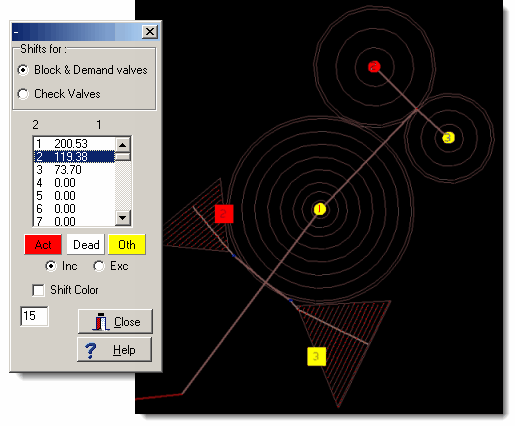 -
Shifts for :
Block & Demand valves
Check Valves
2 1
1 200.53
2 119.38
3 73.70
4 0.00
5 0.00
6 0.00
7 0.00
Act Dead Oth
Inc Exc
Shift Color
15
Close
? Help
3
1
2
3